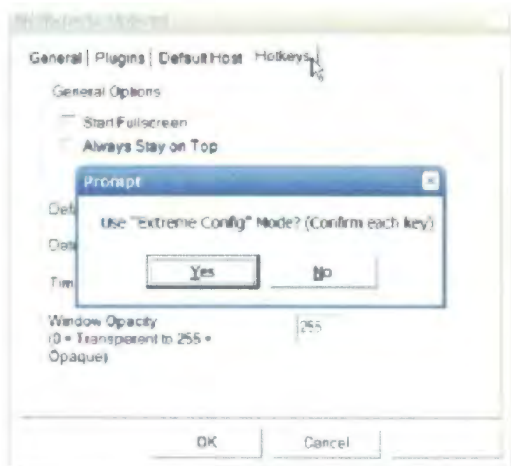 General Plugins Default Host Hotkeys
General Options
Start Fullscreen
Always Stay on Top
Prompt
Use "Extreme Config" Mode? (Confirm each key)
Yes No
Tim
Window Opacity 255
(0 = Transparent to 255 =
Opaque)
OK Cancel